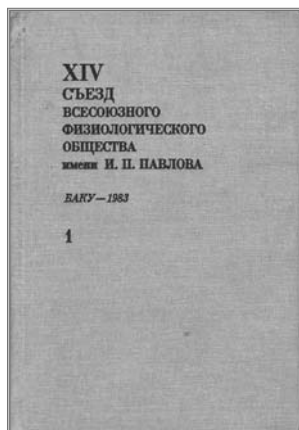 XIV
СЪЕЗД
ВСЕСОЮЗНОГО
ФИЗИОЛОГИЧЕСКОГО
ОБЩЕСТВА
имени И. П. ПАВЛОВА
БАКУ—1983
1